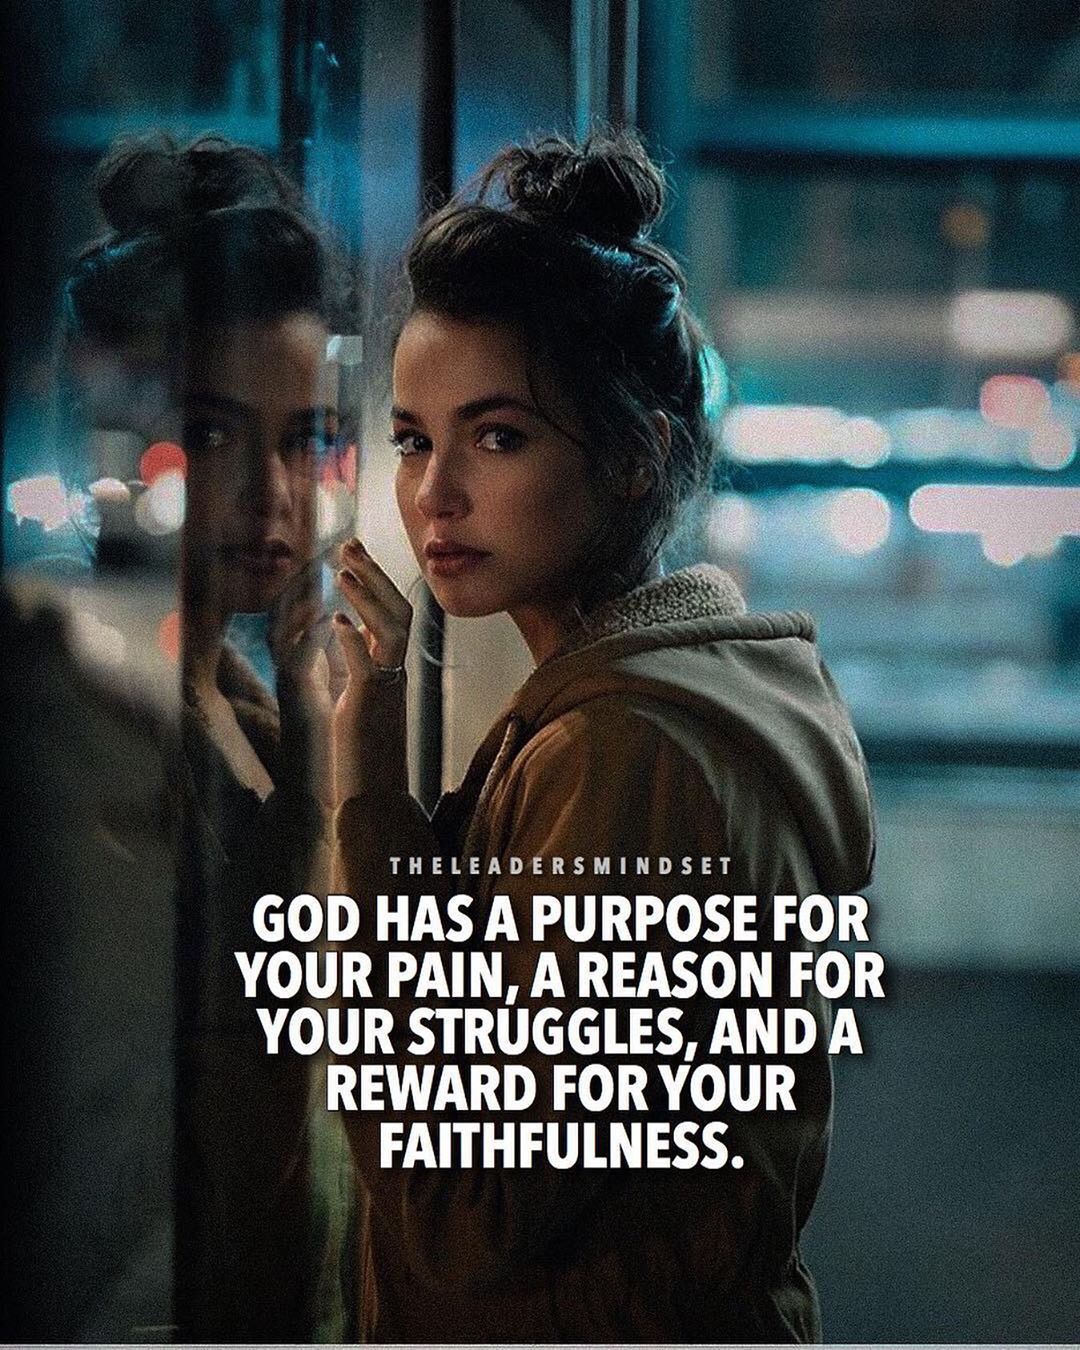 THELEADERSMINDSET
GOD HAS A PURPOSE FOR
YOUR PAIN, A REASON FOR
YOUR STRUGGLES, AND A
REWARD FOR YOUR
FAITHFULNESS.